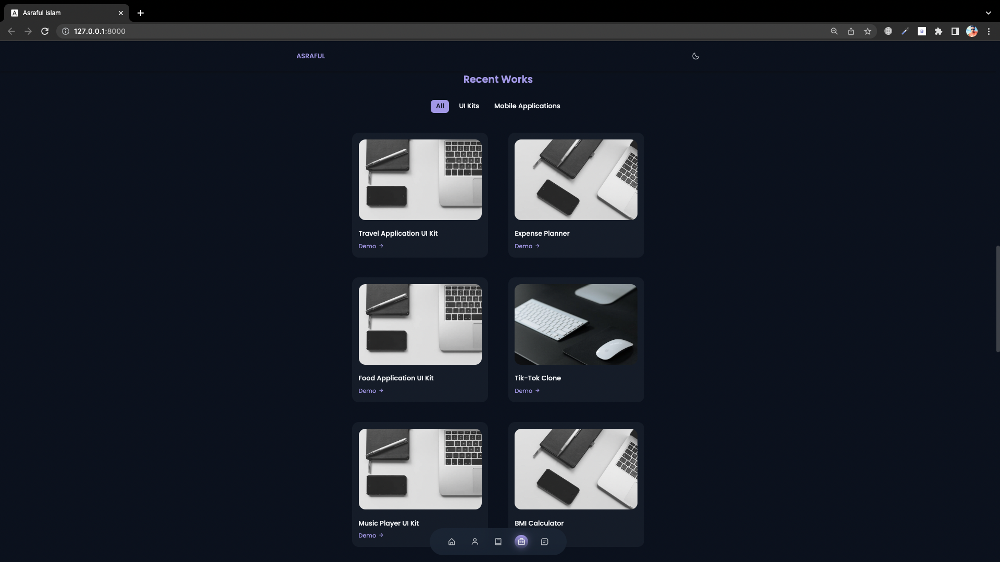 Asraful Islam
127.0.0.1:8000
ASRAFUL
Recent Works
All UI Kits Mobile Applications
Travel Application UI Kit
Demo →
Expense Planner
Demo →
Food Application UI Kit
Demo →
Tik-Tok Clone
Demo →
Music Player UI Kit
Demo →
BMI Calculator